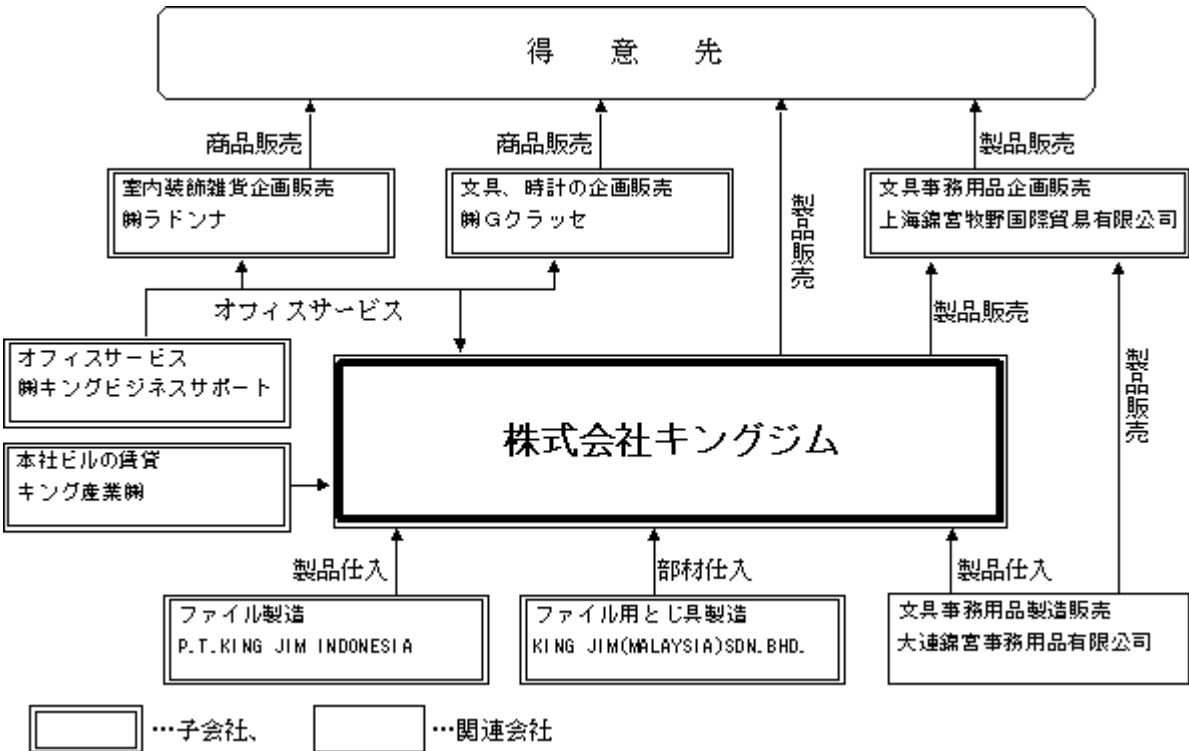 得意先
商品販売
商品販売
製品販売
室内装飾雑貨企画販売
㈱ラドンナ
文具、時計の企画販売
㈱Gクラッセ
製品販売
文具事務用品企画販売
上海錦宮牧野国際貿易有限公司
オフィスサービス
製品販売
オフィスサービス
㈱キングビジネスサポート
製品販売
株式会社キングジム
本社ビルの賃貸
キング産業㈱
製品仕入
部材仕入
製品仕入
ファイル製造
P.T.KING JIM INDONESIA
ファイル用とじ具製造
KING JIM(MALAYSIA)SDN.BHD.
文具事務用品製造販売
大連錦宮事務用品有限公司
…子会社、
…関連会社